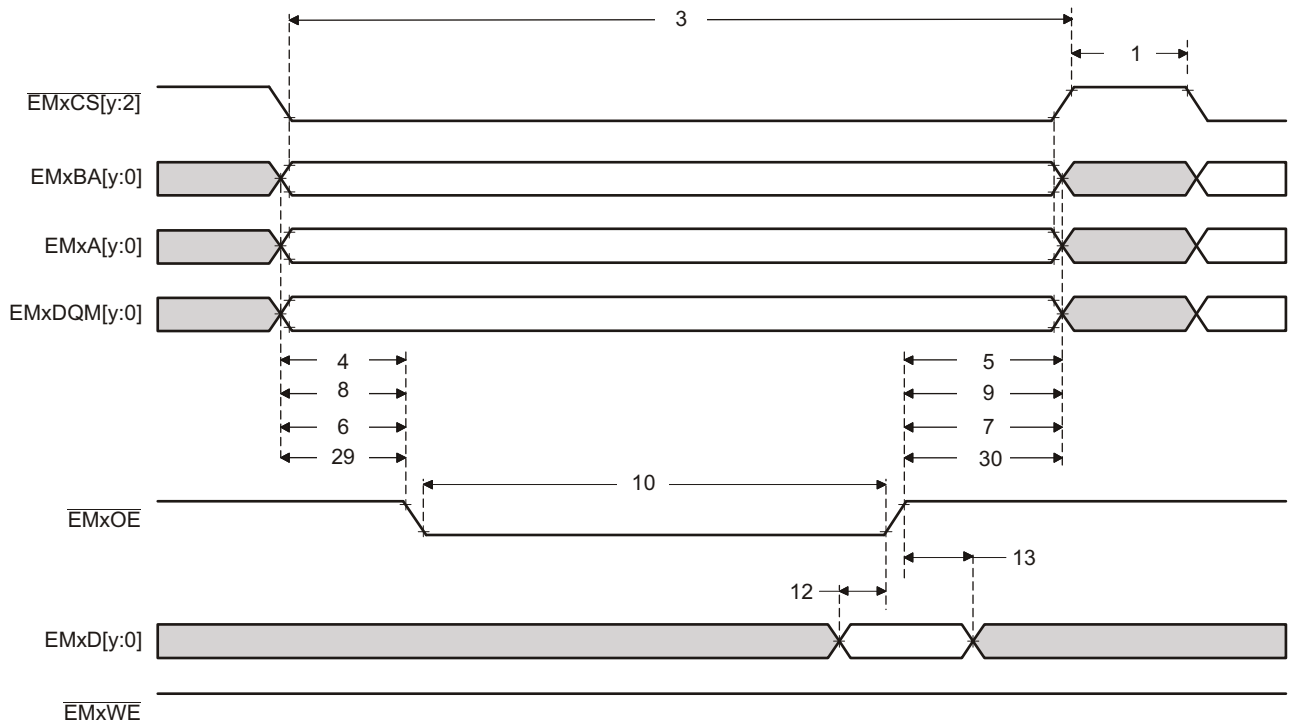 3
1
EMxCS[y:2]
EMxBA[y:0]
EMxA[y:0]
EMxDQM[y:0]
4 5
8 9
6 7
29 30
10
EMxOE
13
12
EMxD[y:0]
EMxWE